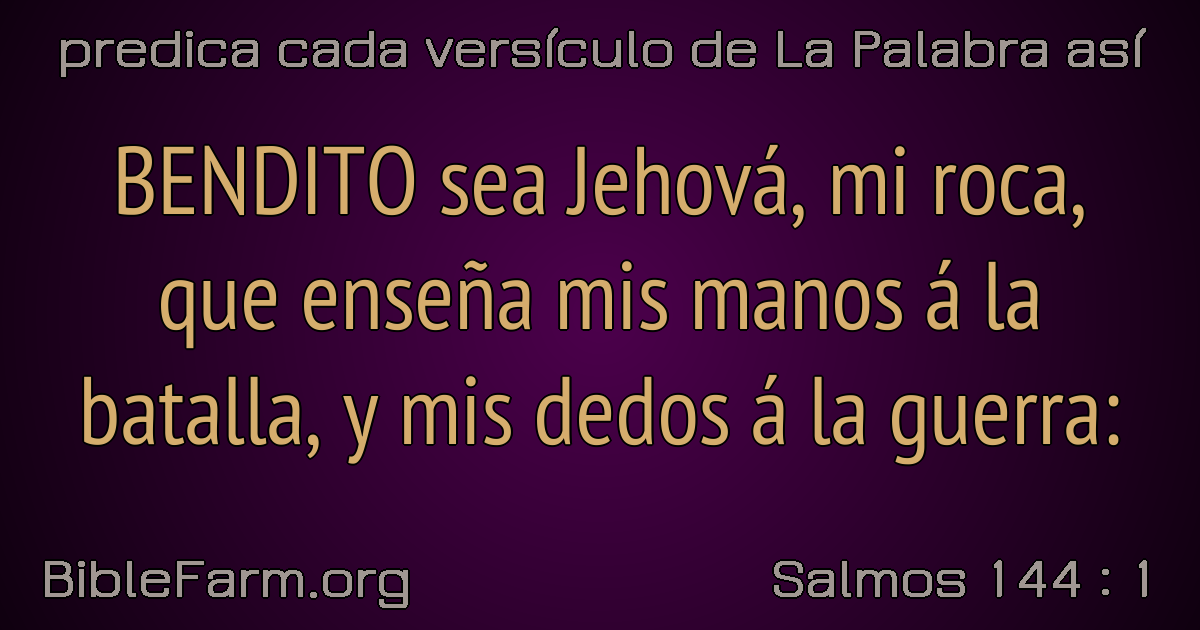 predica cada versículo de La Palabra así
BENDITO sea Jehová, mi roca,
que enseña mis manos á la
batalla, y mis dedos á la guerra:
BibleFarm.org
Salmos 144 : 1